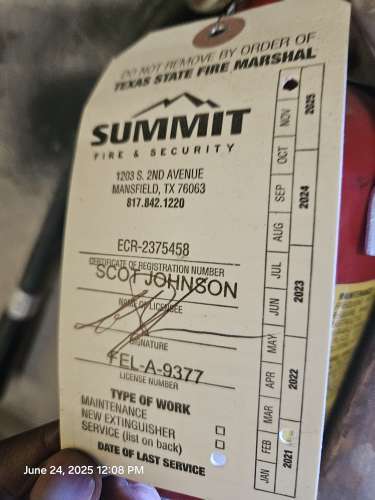 DO NOT REMOVE BY ORDER OF
TEXAS STATE FIRE MARSHAL
SUMMIT
FIRE & SECURITY
1203 S. 2ND AVENUE
MANSFIELD, TX 76063
817.842.1220
ECR-2375458
CERTIFICATE OF REGISTRATION NUMBER
SCOT JOHNSON
NAME OF LICENSEE
SIGNATURE
FEL-A-9377
LICENSE NUMBER
TYPE OF WORK
MAINTENANCE
NEW EXTINGUISHER
SERVICE (list on back)
DATE OF LAST SERVICE
JAN FEB MAR APR MAY JUN JUL AUG SEP OCT NOV
2021 2022 2023 2024 2025
June 24, 2025 12:08 PM